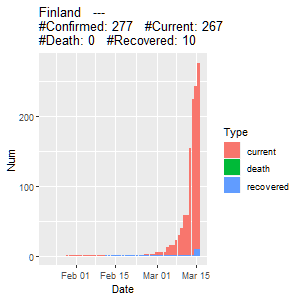 Finland   ---
#Confirmed: 277   #Current: 267
#Death: 0   #Recovered: 10
Num
200
100
0
Feb 01
Feb 15
Mar 01
Mar 15
Date
Type
current
death
recovered